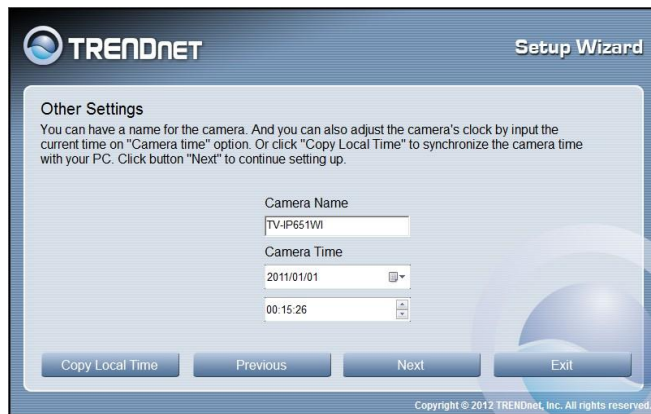 TRENDNET
Setup Wizard
Other Settings
You can have a name for the camera. And you can also adjust the camera's clock by input the
current time on "Camera time" option. Or click "Copy Local Time" to synchronize the camera time
with your PC. Click button "Next" to continue setting up.
Camera Name
TV-IP651WI
Camera Time
2011/01/01
00:15:26
Copy Local Time
Previous
Next
Exit
Copyright © 2012 TRENDnet, Inc. All rights reserved.